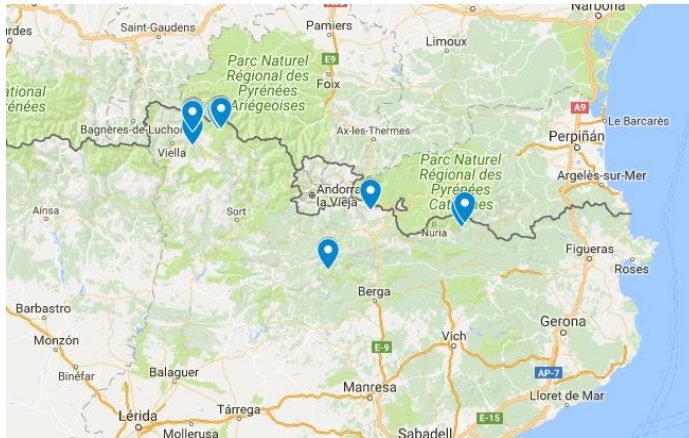 Narbona
Saint-Gaudens
Pamiers
Limoux
Parc Naturel
Régional des
Pyrénées
Ariégeoises
E9
Foix
A9
Le Barcarès
Bagnères-de-Lucho
Ax-les-Thermes
Perpiñán
Viella
Parc Naturel
Régional des
Pyrénées
Argelès-sur-Mer
Andorra
la Vieja
Aínsa
Sort
Nuria
Figueras
Roses
Berga
Barbastro
Gerona
Monzón
Vich
E-9
Binéfar
Balaguer
AP-7
Manresa
Lloret de Mar
Tárrega
Lérida
E-15
Mollerusa
Sabadell